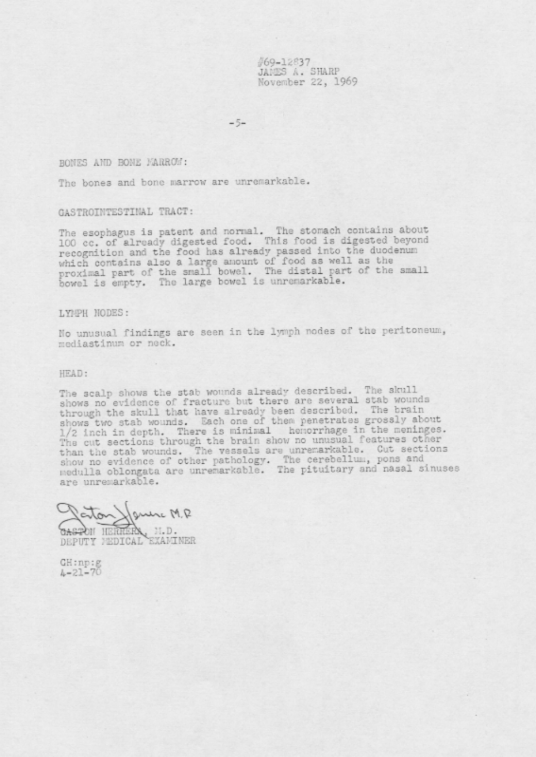 #69-12837
JAMES A. SHARP
November 22, 1969
-5-
BONES AND BONE MARROW:
The bones and bone marrow are unremarkable.
GASTROINTESTINAL TRACT:
The esophagus is patent and normal. The stomach contains about
100 cc. of already digested food. This food is digested beyond
recognition and the food has already passed into the duodenum
which contains also a large amount of food as well as the
proximal part of the small bowel. The distal part of the small
bowel is empty. The large bowel is unremarkable.
LYMPH NODES:
No unusual findings are seen in the lymph nodes of the peritoneum,
mediastinum or neck.
HEAD:
The scalp shows the stab wounds already described. The skull
shows no evidence of fracture but there are several stab wounds
through the skull that have already been described. The brain
shows two stab wounds. Each one of them penetrates grossly about
1/2 inch in depth. There is minimal hemorrhage in the meninges.
The cut sections through the brain show no unusual features other
than the stab wounds. The vessels are unremarkable. Cut sections
show no evidence of other pathology. The cerebellum, pons and
medulla oblongata are unremarkable. The pituitary and nasal sinuses
are unremarkable.
Gaston Herrera M.D.
GASTON HERRERA, M.D.
DEPUTY MEDICAL EXAMINER
GH:np:g
4-21-70